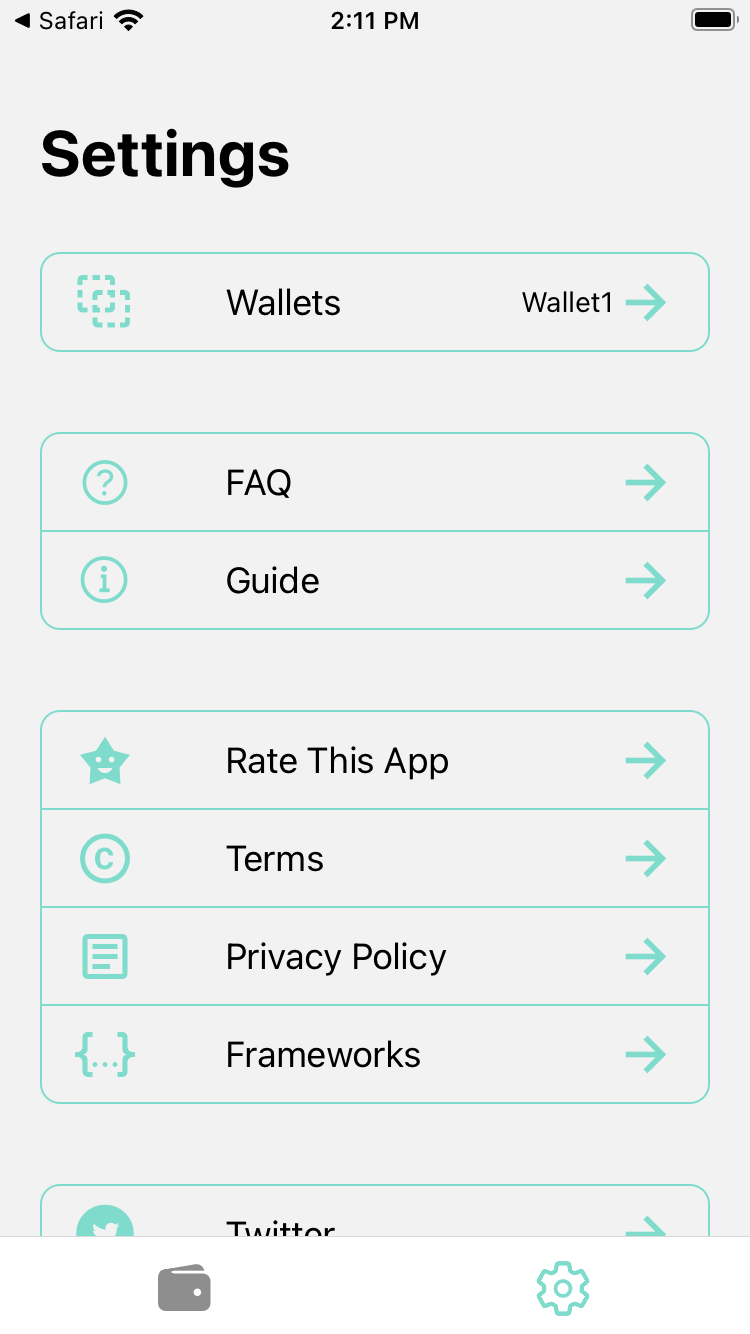 Safari 2:11 PM
Settings
Wallets Wallet1
FAQ
Guide
Rate This App
Terms
Privacy Policy
Frameworks
Twitter